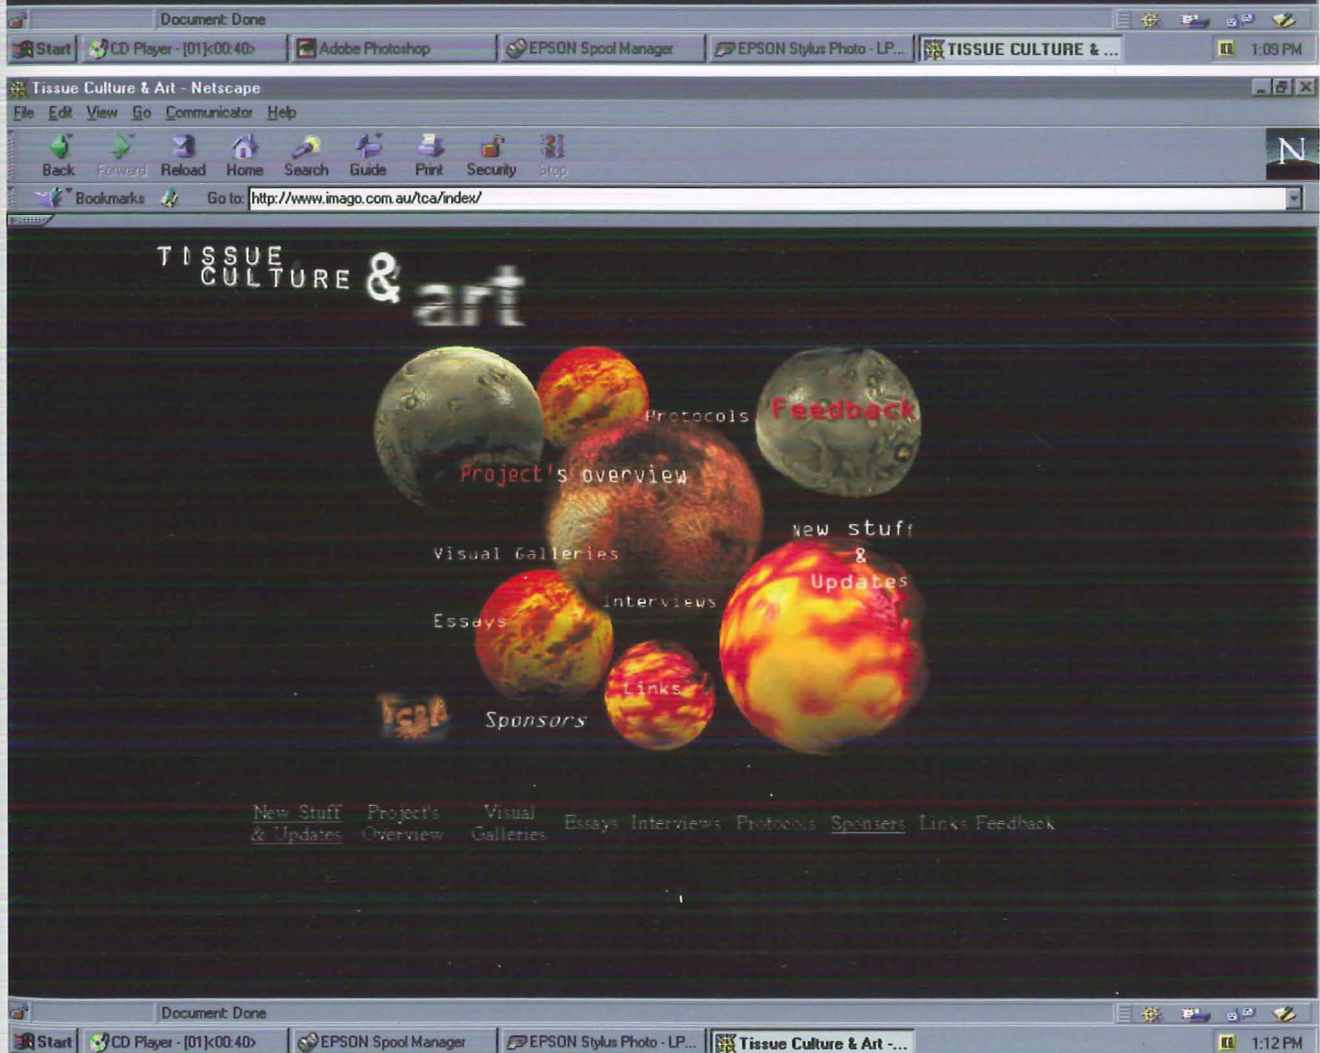 Document: Done
Start CD Player - [01]<00:40> Adobe Photoshop EPSON Spool Manager EPSON Stylus Photo - LP... TISSUE CULTURE & ... 1:09 PM
Tissue Culture & Art - Netscape
File Edit View Go Communicator Help
N
Back Forward Reload Home Search Guide Print Security Stop
Bookmarks Go to: http://www.imago.com.au/tca/index/
TISSUE
CULTURE & art
Protocols Feedback
Project's overview
New stuff
Visual Galleries &
Updates
Interviews
Essays
Links
TC&A Sponsors
New Stuff Project's Visual
& Updates Overview Galleries Essays Interviews Protocols Sponsers Links Feedback
Document: Done
Start CD Player - [01]<00:40> EPSON Spool Manager EPSON Stylus Photo - LP... Tissue Culture & Art -... 1:12 PM